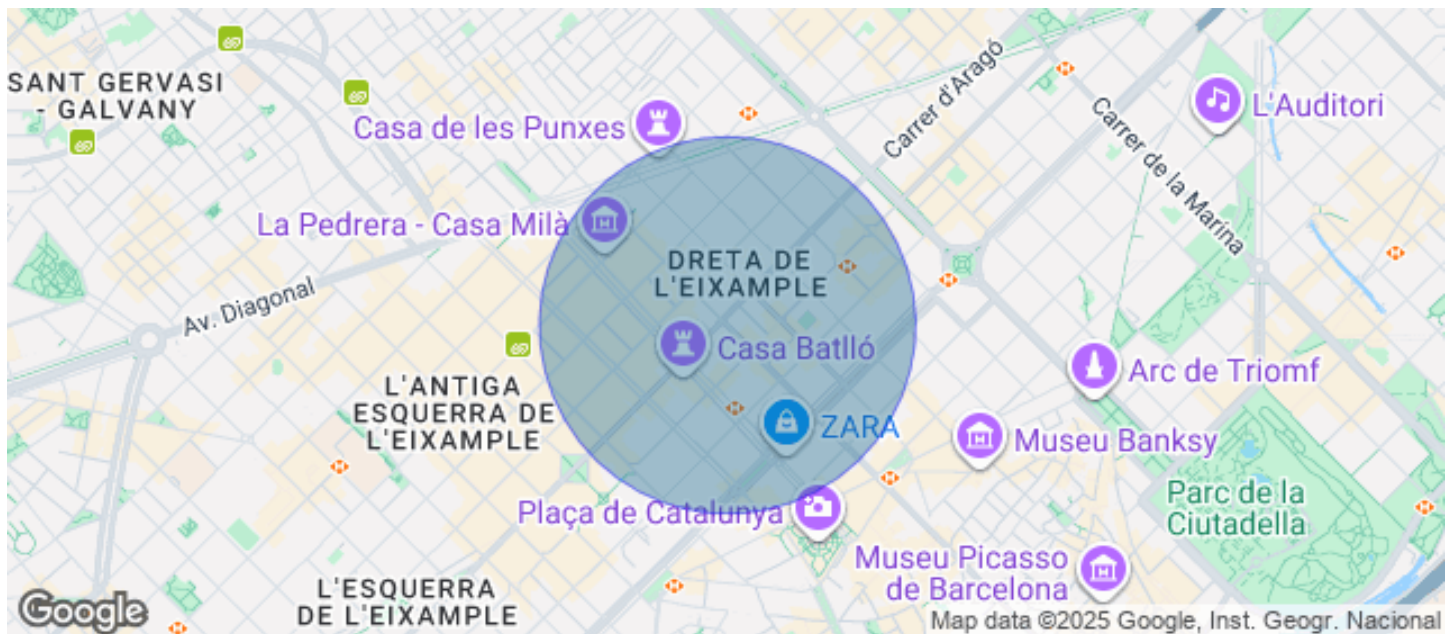 SANT GERVASI
- GALVANY
Casa de les Punxes
Carrer d'Aragó
L'Auditori
Carrer de la Marina
La Pedrera - Casa Milà
DRETA DE
L'EIXAMPLE
Av. Diagonal
Casa Batlló
L'ANTIGA
ESQUERRA DE
L'EIXAMPLE
Arc de Triomf
ZARA
Museu Banksy
Plaça de Catalunya
Parc de la
Ciutadella
Museu Picasso
de Barcelona
L'ESQUERRA
DE L'EIXAMPLE
Google
Map data ©2025 Google, Inst. Geogr. Nacional